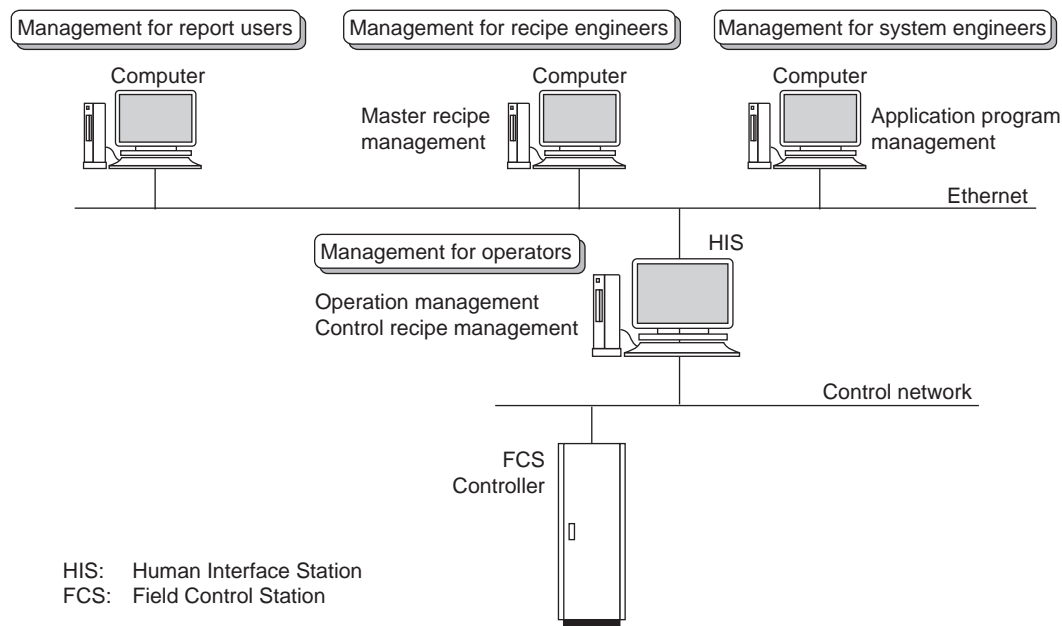 Management for report users
Management for recipe engineers
Management for system engineers
Computer
Computer
Computer
Master recipe
management
Application program
management
Ethernet
Management for operators
HIS
Operation management
Control recipe management
Control network
FCS
Controller
HIS: Human Interface Station
FCS: Field Control Station